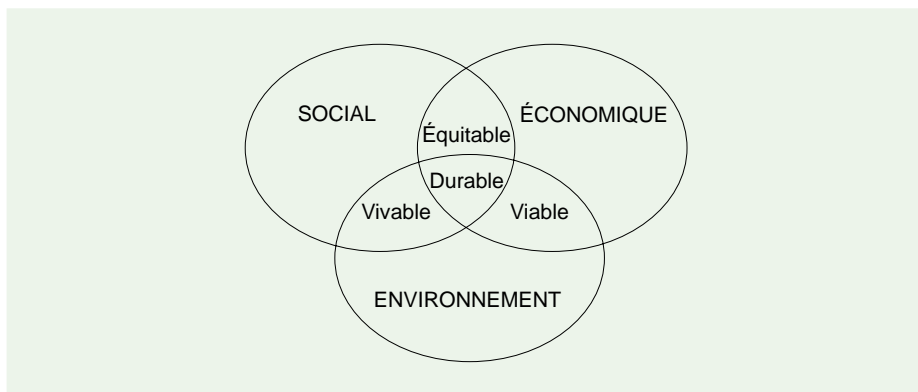 SOCIAL
ÉCONOMIQUE
Équitable
Durable
Vivable
Viable
ENVIRONNEMENT